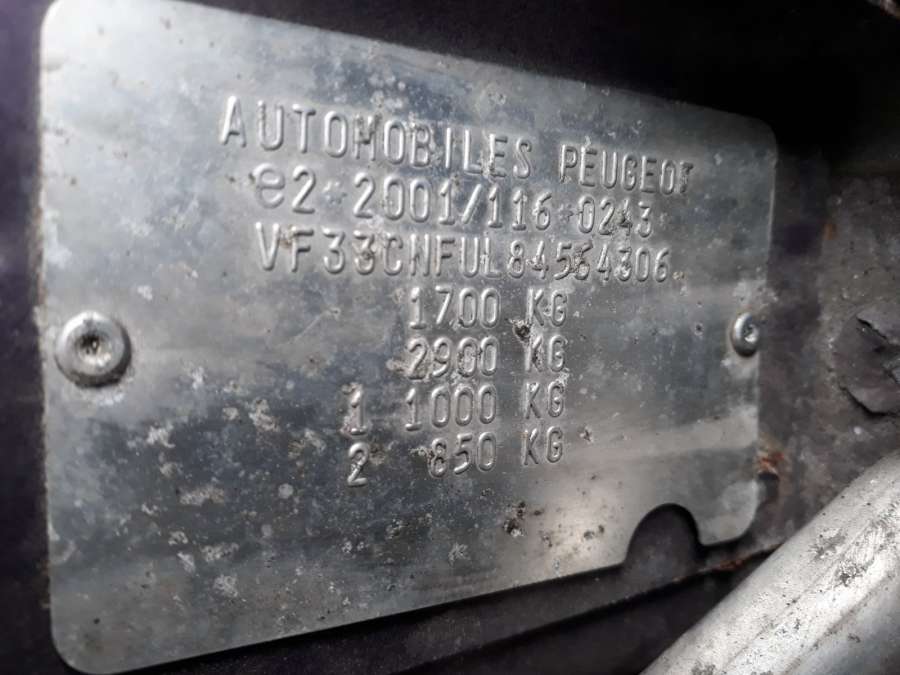 AUTOMOBILES PEUGEOT
e2*2001/116*0243
VF33CNFUL84564306
1700 KG
2900 KG
1 1000 KG
2 850 KG